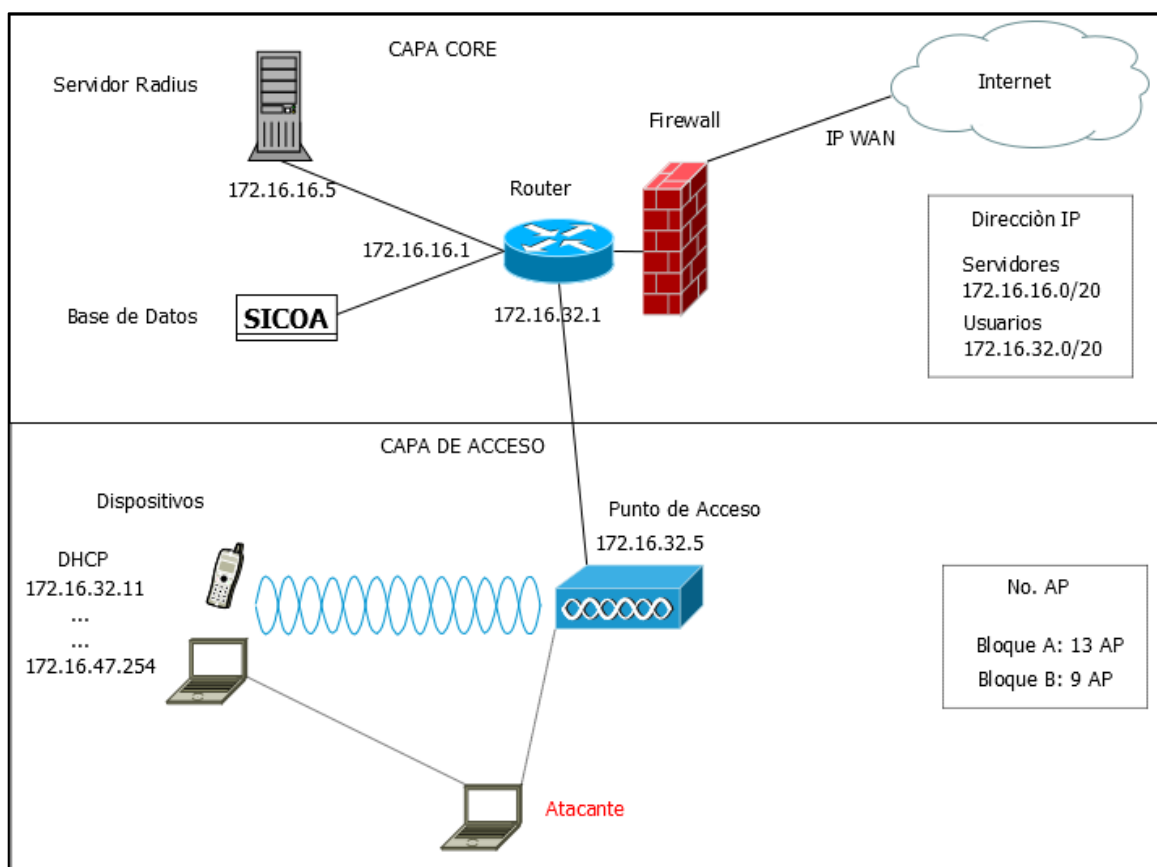 CAPA CORE
Servidor Radius
172.16.16.5
Internet
Firewall
IP WAN
Router
172.16.16.1
172.16.32.1
Base de Datos
SICOA
Direcciòn IP
Servidores
172.16.16.0/20
Usuarios
172.16.32.0/20
CAPA DE ACCESO
Dispositivos
DHCP
172.16.32.11
...
...
172.16.47.254
Punto de Acceso
172.16.32.5
No. AP
Bloque A: 13 AP
Bloque B: 9 AP
Atacante